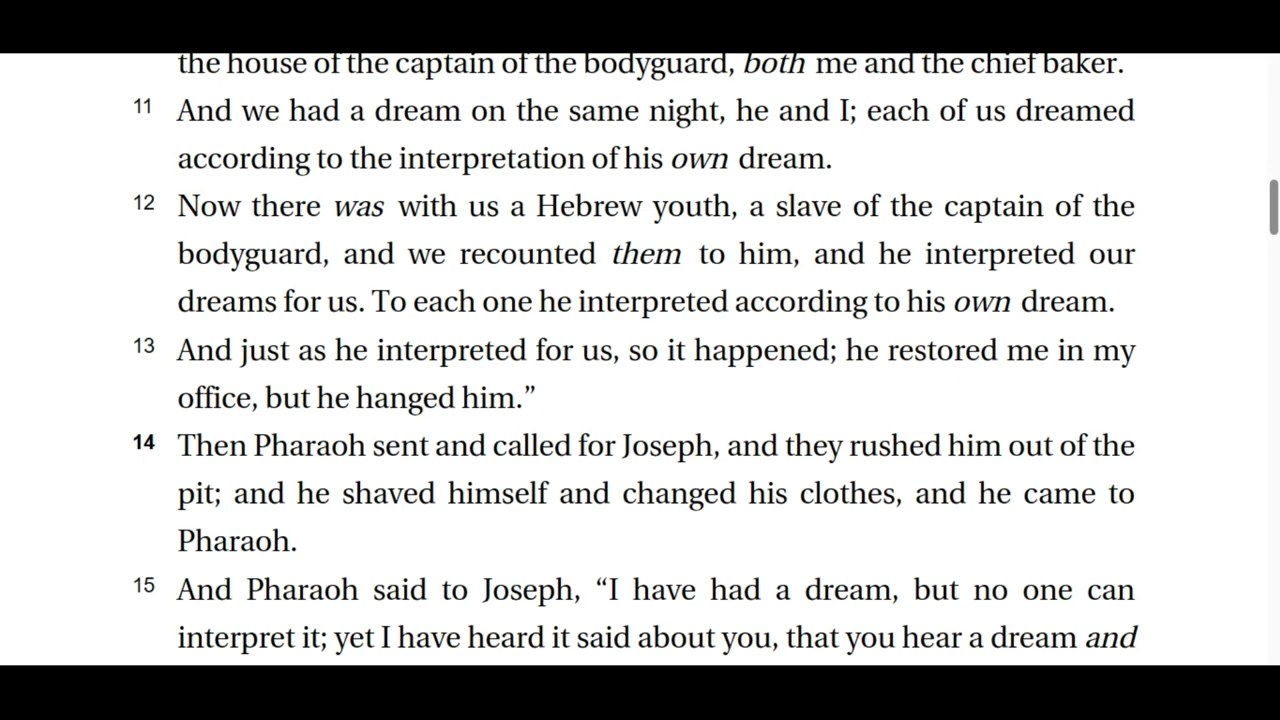 the house of the captain of the bodyguard, both me and the chief baker.
11 And we had a dream on the same night, he and I; each of us dreamed
according to the interpretation of his own dream.
12 Now there was with us a Hebrew youth, a slave of the captain of the
bodyguard, and we recounted them to him, and he interpreted our
dreams for us. To each one he interpreted according to his own dream.
13 And just as he interpreted for us, so it happened; he restored me in my
office, but he hanged him.”
14 Then Pharaoh sent and called for Joseph, and they rushed him out of the
pit; and he shaved himself and changed his clothes, and he came to
Pharaoh.
15 And Pharaoh said to Joseph, “I have had a dream, but no one can
interpret it; yet I have heard it said about you, that you hear a dream and